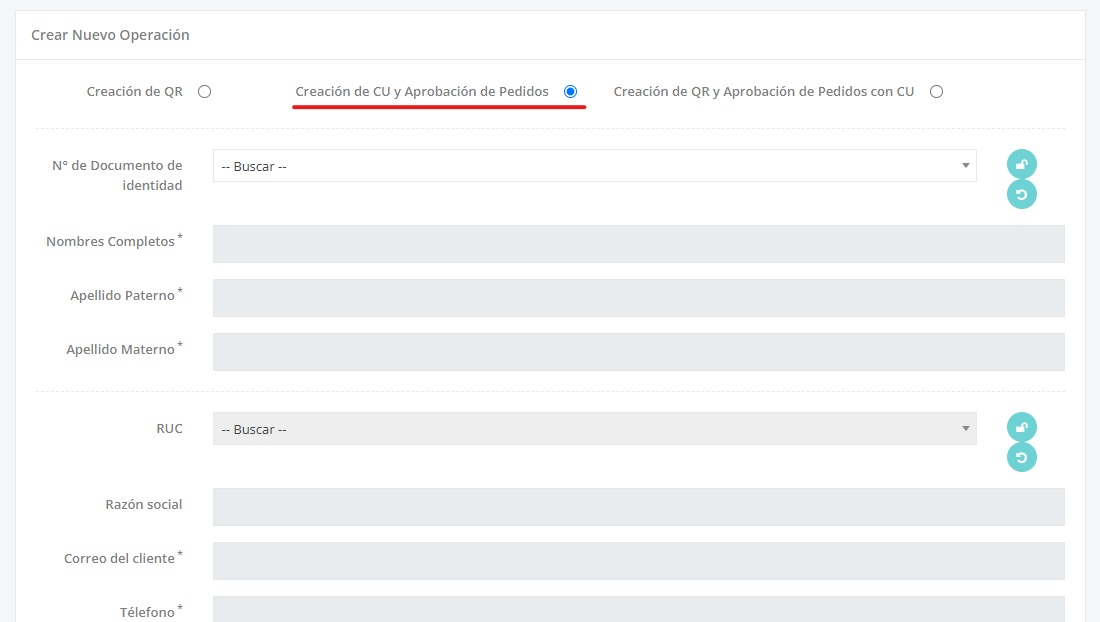 Crear Nuevo Operación
Creación de QR Creación de CU y Aprobación de Pedidos Creación de QR y Aprobación de Pedidos con CU
N° de Documento de
identidad
-- Buscar --
Nombres Completos *
Apellido Paterno *
Apellido Materno *
RUC
-- Buscar --
Razón social
Correo del cliente *
Télefono *